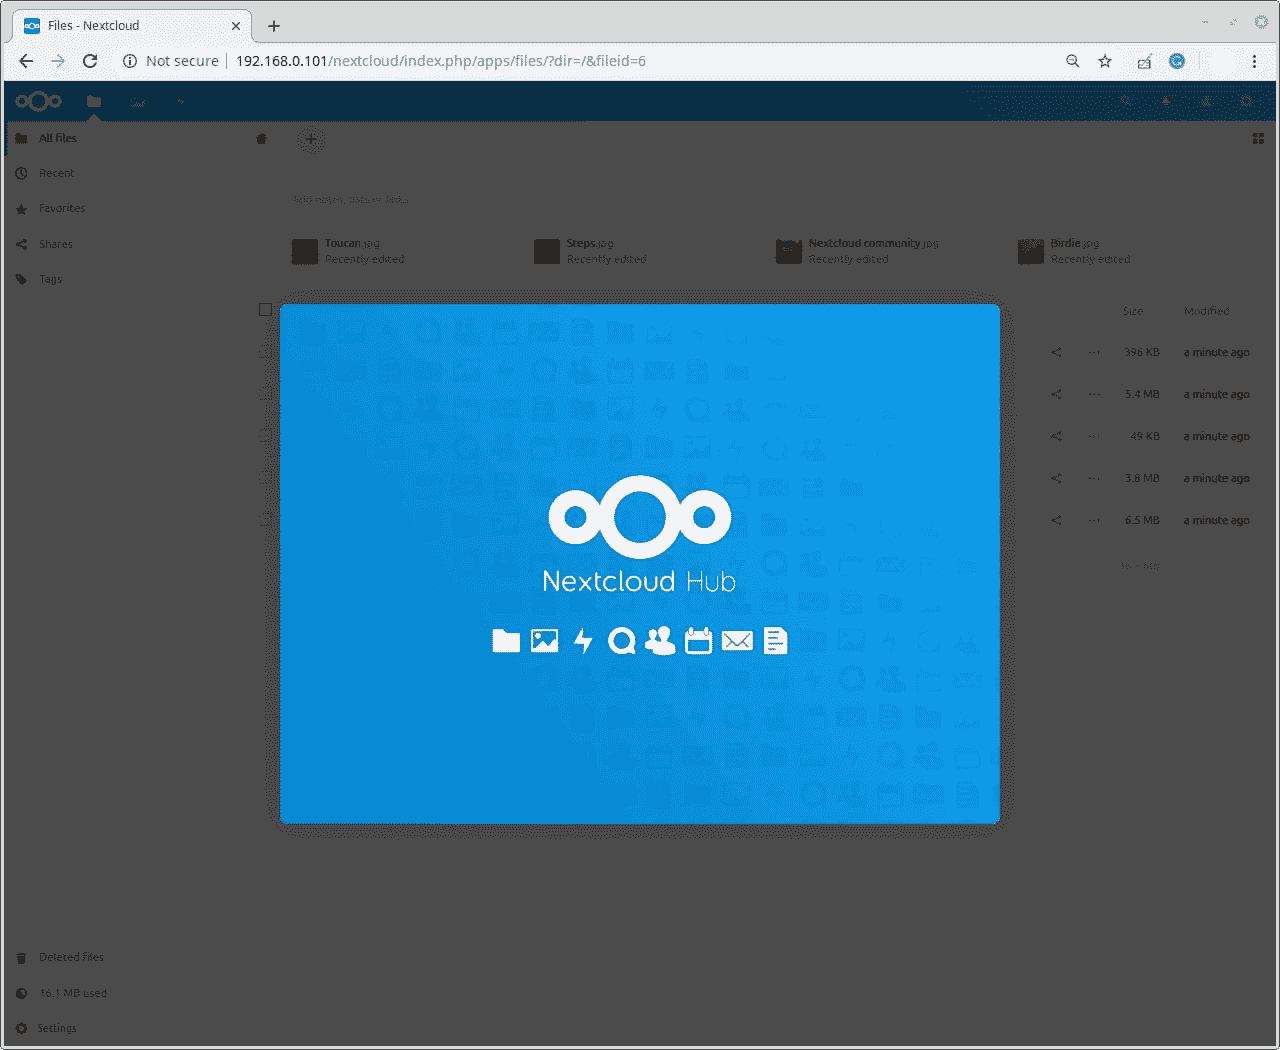 Files - Nextcloud
Not secure
192.168.0.101/nextcloud/index.php/apps/files/?dir=/&fileid=6
All files
Recent
Favorites
Shares
Tags
Toucan.jpg
Recently edited
Steps.jpg
Recently edited
Nextcloud community.jpg
Recently edited
Birdie.jpg
Recently edited
Size Modified
396 KB a minute ago
5.4 MB a minute ago
49 KB a minute ago
3.8 MB a minute ago
6.5 MB a minute ago
Nextcloud Hub
Deleted files
16.1 MB used
Settings